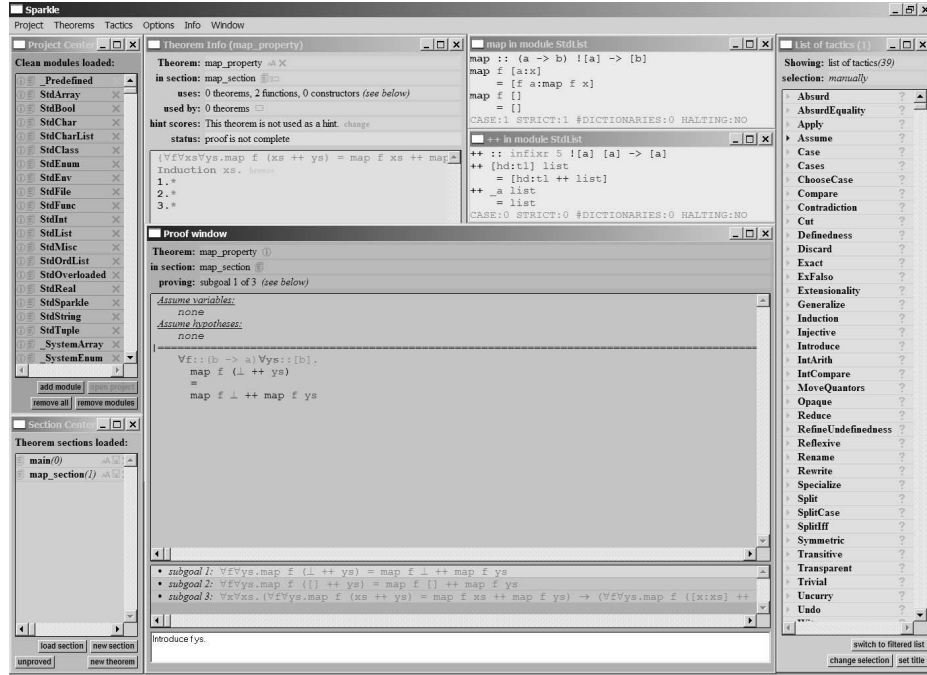 Sparkle
Project Theorems Tactics Options Info Window
Project Center
Clean modules loaded:
_Predefined
StdArray
StdBool
StdChar
StdCharList
StdClass
StdEnum
StdEnv
StdFile
StdFunc
StdInt
StdList
StdMisc
StdOrdList
StdOverloaded
StdReal
StdSparkle
StdString
StdTuple
_SystemArray
_SystemEnum
add module open project
remove all remove modules
Section Center
Theorem sections loaded:
main(0)
map_section(1)
load section new section
unproved new theorem
Theorem Info (map_property)
Theorem: map_property
in section: map_section
uses: 0 theorems, 2 functions, 0 constructors (see below)
used by: 0 theorems
hint scores: This theorem is not used as a hint. change
status: proof is not complete
(∀f∀xs∀ys.map f (xs ++ ys) = map f xs ++ map
Induction xs. browse
1.*
2.*
3.*
map in module StdList
map :: (a -> b) ![a] -> [b]
map f [a:x]
= [f a:map f x]
map f []
= []
CASE:1 STRICT:1 #DICTIONARIES:0 HALTING:NO
++ in module StdList
++ :: infixr 5 ![a] [a] -> [a]
++ [hd:tl] list
= [hd:tl ++ list]
++ _a list
= list
CASE:0 STRICT:0 #DICTIONARIES:0 HALTING:NO
Proof window
Theorem: map_property
in section: map_section
proving: subgoal 1 of 3 (see below)
Assume variables:
none
Assume hypotheses:
none
∀f::(b -> a)∀ys::[b].
map f (⊥ ++ ys)
=
map f ⊥ ++ map f ys
• subgoal 1: ∀f∀ys.map f (⊥ ++ ys) = map f ⊥ ++ map f ys
• subgoal 2: ∀f∀ys.map f ([] ++ ys) = map f [] ++ map f ys
• subgoal 3: ∀x∀xs.(∀f∀ys.map f (xs ++ ys) = map f xs ++ map f ys) → (∀f∀ys.map f ([x:xs] ++
Introduce f ys.
List of tactics (1)
Showing: list of tactics(39)
selection: manually
Absurd ?
AbsurdEquality ?
Apply ?
Assume ?
Case ?
Cases ?
ChooseCase ?
Compare ?
Contradiction ?
Cut ?
Definedness ?
Discard ?
Exact ?
ExFalso ?
Extensionality ?
Generalize ?
Induction ?
Injective ?
Introduce ?
IntArith ?
IntCompare ?
MoveQuantors ?
Opaque ?
Reduce ?
RefineUndefinedness ?
Reflexive ?
Rename ?
Rewrite ?
Specialize ?
Split ?
SplitCase ?
SplitIff ?
Symmetric ?
Transitive ?
Transparent ?
Trivial ?
Uncurry ?
Undo ?
switch to filtered list
change selection set title